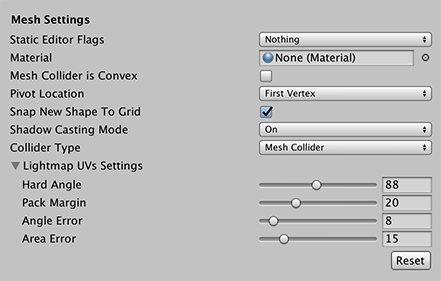 Mesh Settings
Static Editor Flags Nothing
Material None (Material)
Mesh Collider is Convex
Pivot Location First Vertex
Snap New Shape To Grid
Shadow Casting Mode On
Collider Type Mesh Collider
Lightmap UVs Settings
Hard Angle 88
Pack Margin 20
Angle Error 8
Area Error 15
Reset